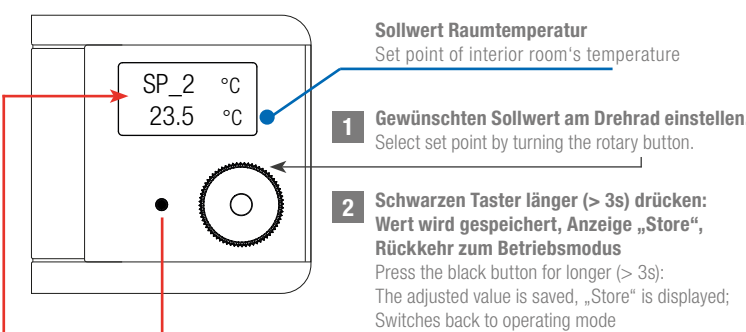 Sollwert Raumtemperatur
Set point of interior room's temperature
SP_2 °C
23.5 °C
1 Gewünschten Sollwert am Drehrad einstellen
Select set point by turning the rotary button.
2 Schwarzen Taster länger (> 3s) drücken:
Wert wird gespeichert, Anzeige „Store“,
Rückkehr zum Betriebsmodus
Press the black button for longer (> 3s):
The adjusted value is saved, „Store“ is displayed;
Switches back to operating mode